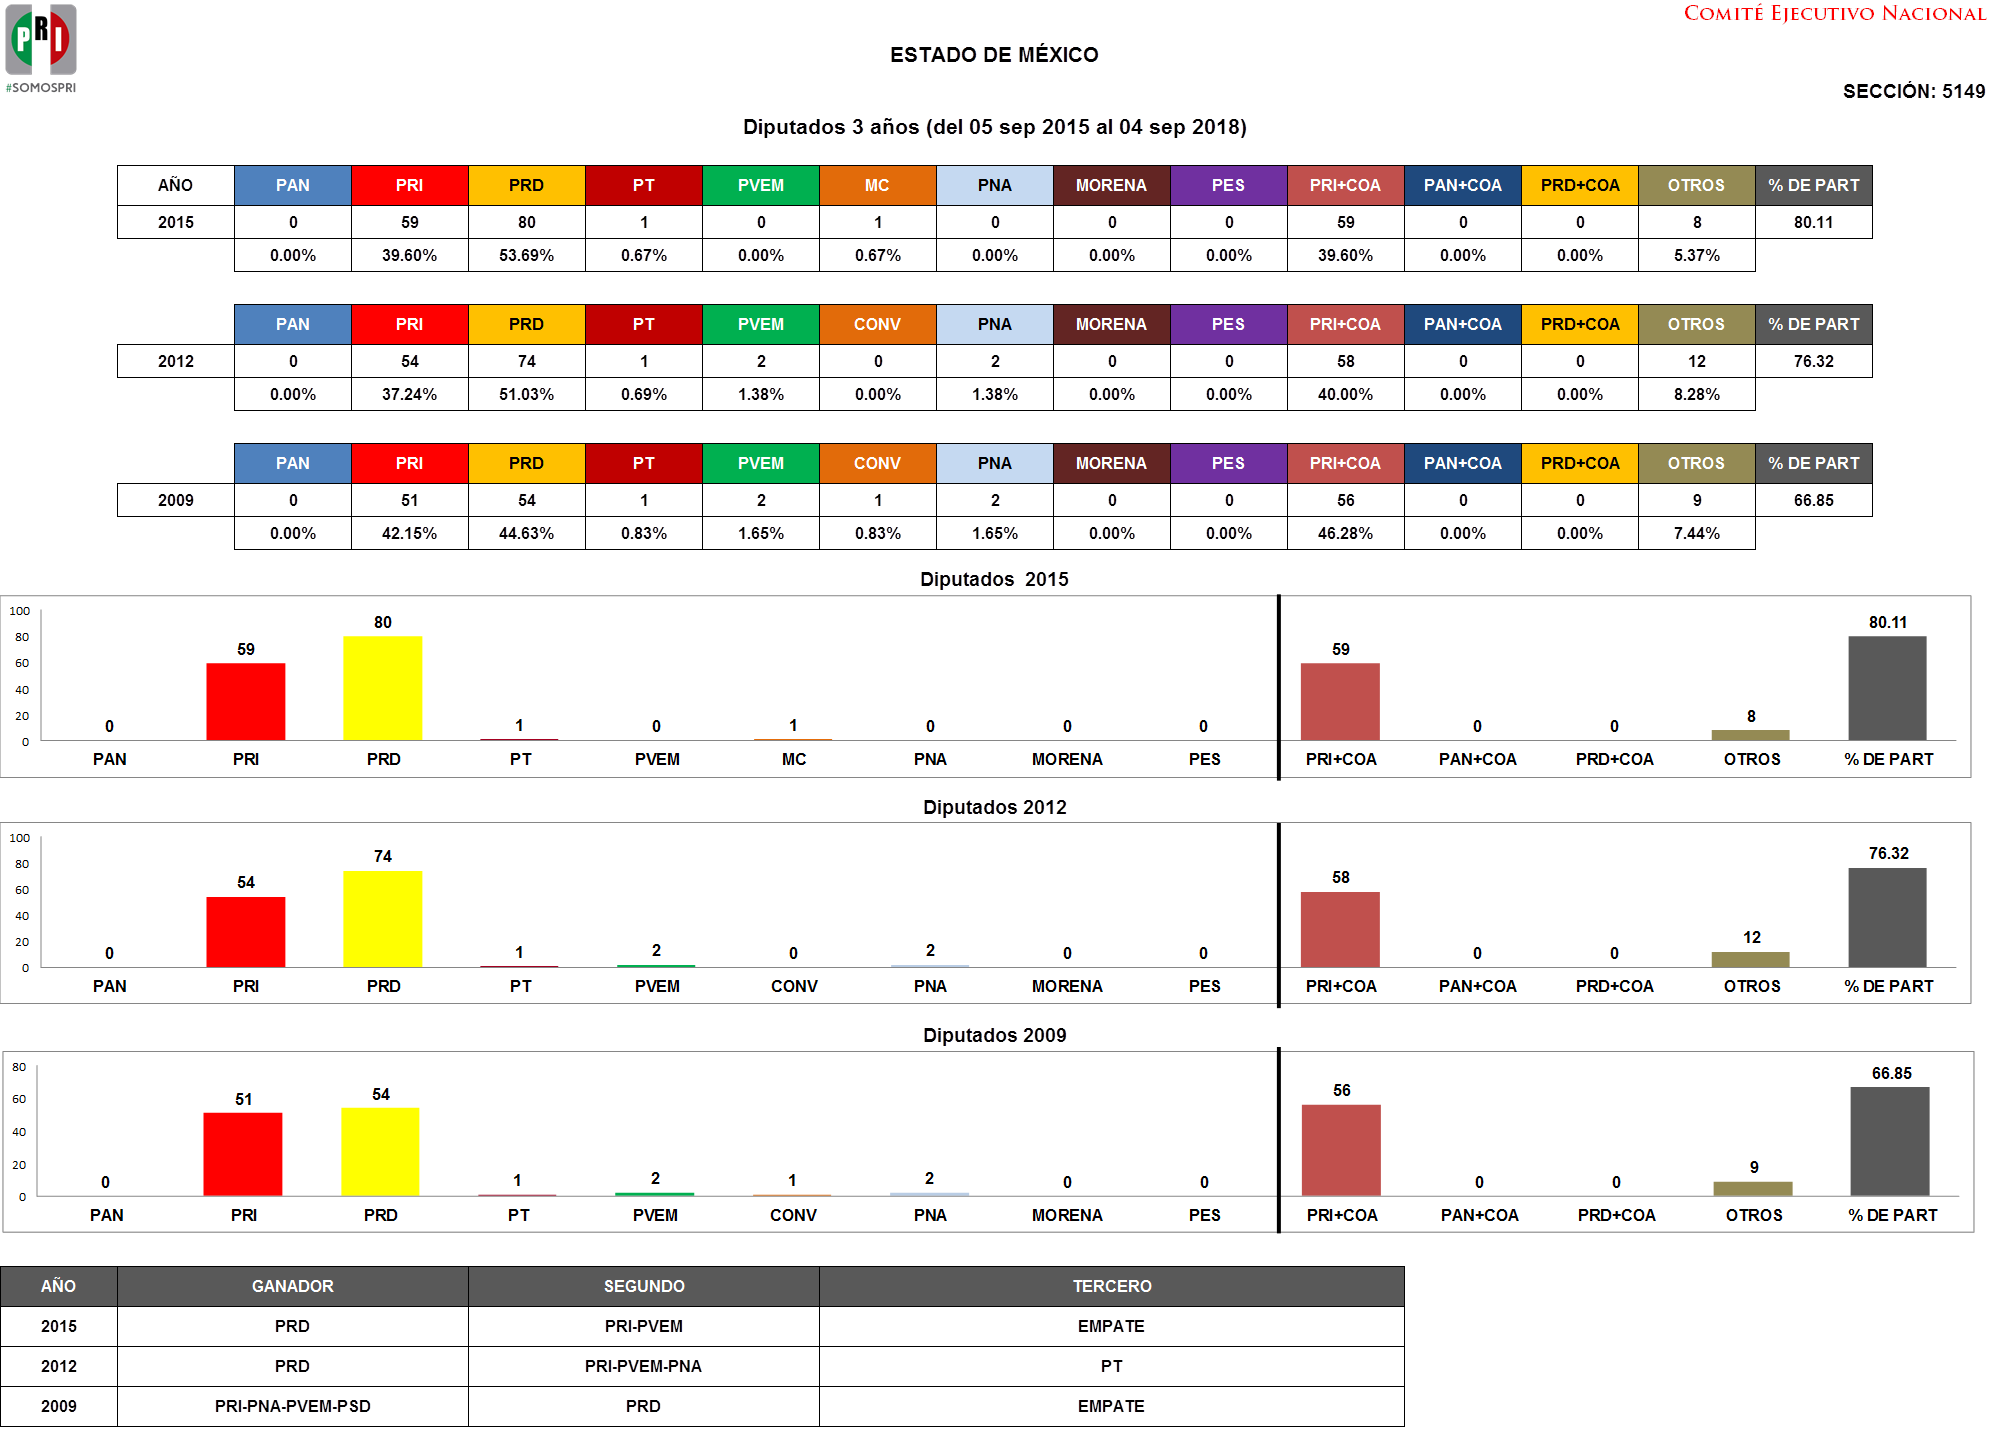 PRI
#SOMOSPRI
COMITÉ EJECUTIVO NACIONAL
ESTADO DE MÉXICO
SECCIÓN: 5149
Diputados 3 años (del 05 sep 2015 al 04 sep 2018)
AÑO PAN PRI PRD PT PVEM MC PNA MORENA PES PRI+COA PAN+COA PRD+COA OTROS % DE PART
2015 0 59 80 1 0 1 0 0 0 59 0 0 8 80.11
0.00% 39.60% 53.69% 0.67% 0.00% 0.67% 0.00% 0.00% 0.00% 39.60% 0.00% 0.00% 5.37%
PAN PRI PRD PT PVEM CONV PNA MORENA PES PRI+COA PAN+COA PRD+COA OTROS % DE PART
2012 0 54 74 1 2 0 2 0 0 58 0 0 12 76.32
0.00% 37.24% 51.03% 0.69% 1.38% 0.00% 1.38% 0.00% 0.00% 40.00% 0.00% 0.00% 8.28%
PAN PRI PRD PT PVEM CONV PNA MORENA PES PRI+COA PAN+COA PRD+COA OTROS % DE PART
2009 0 51 54 1 2 1 2 0 0 56 0 0 9 66.85
0.00% 42.15% 44.63% 0.83% 1.65% 0.83% 1.65% 0.00% 0.00% 46.28% 0.00% 0.00% 7.44%
Diputados 2015
100
80
60
40
20
0
0 59 80 1 0 1 0 0 0 59 0 0 8 80.11
PAN PRI PRD PT PVEM MC PNA MORENA PES PRI+COA PAN+COA PRD+COA OTROS % DE PART
Diputados 2012
100
80
60
40
20
0
0 54 74 1 2 0 2 0 0 58 0 0 12 76.32
PAN PRI PRD PT PVEM CONV PNA MORENA PES PRI+COA PAN+COA PRD+COA OTROS % DE PART
Diputados 2009
80
60
40
20
0
0 51 54 1 2 1 2 0 0 56 0 0 9 66.85
PAN PRI PRD PT PVEM CONV PNA MORENA PES PRI+COA PAN+COA PRD+COA OTROS % DE PART
AÑO GANADOR SEGUNDO TERCERO
2015 PRD PRI-PVEM EMPATE
2012 PRD PRI-PVEM-PNA PT
2009 PRI-PNA-PVEM-PSD PRD EMPATE